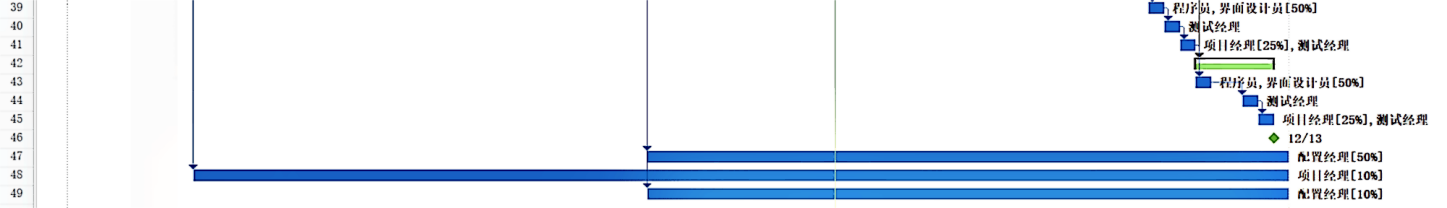 39 程序员,界面设计员[50%]
40 测试经理
41 项目经理[25%],测试经理
42
43 程序员,界面设计员[50%]
44 测试经理
45 项目经理[25%],测试经理
46 12/13
47 配置经理[50%]
48 项目经理[10%]
49 配置经理[10%]